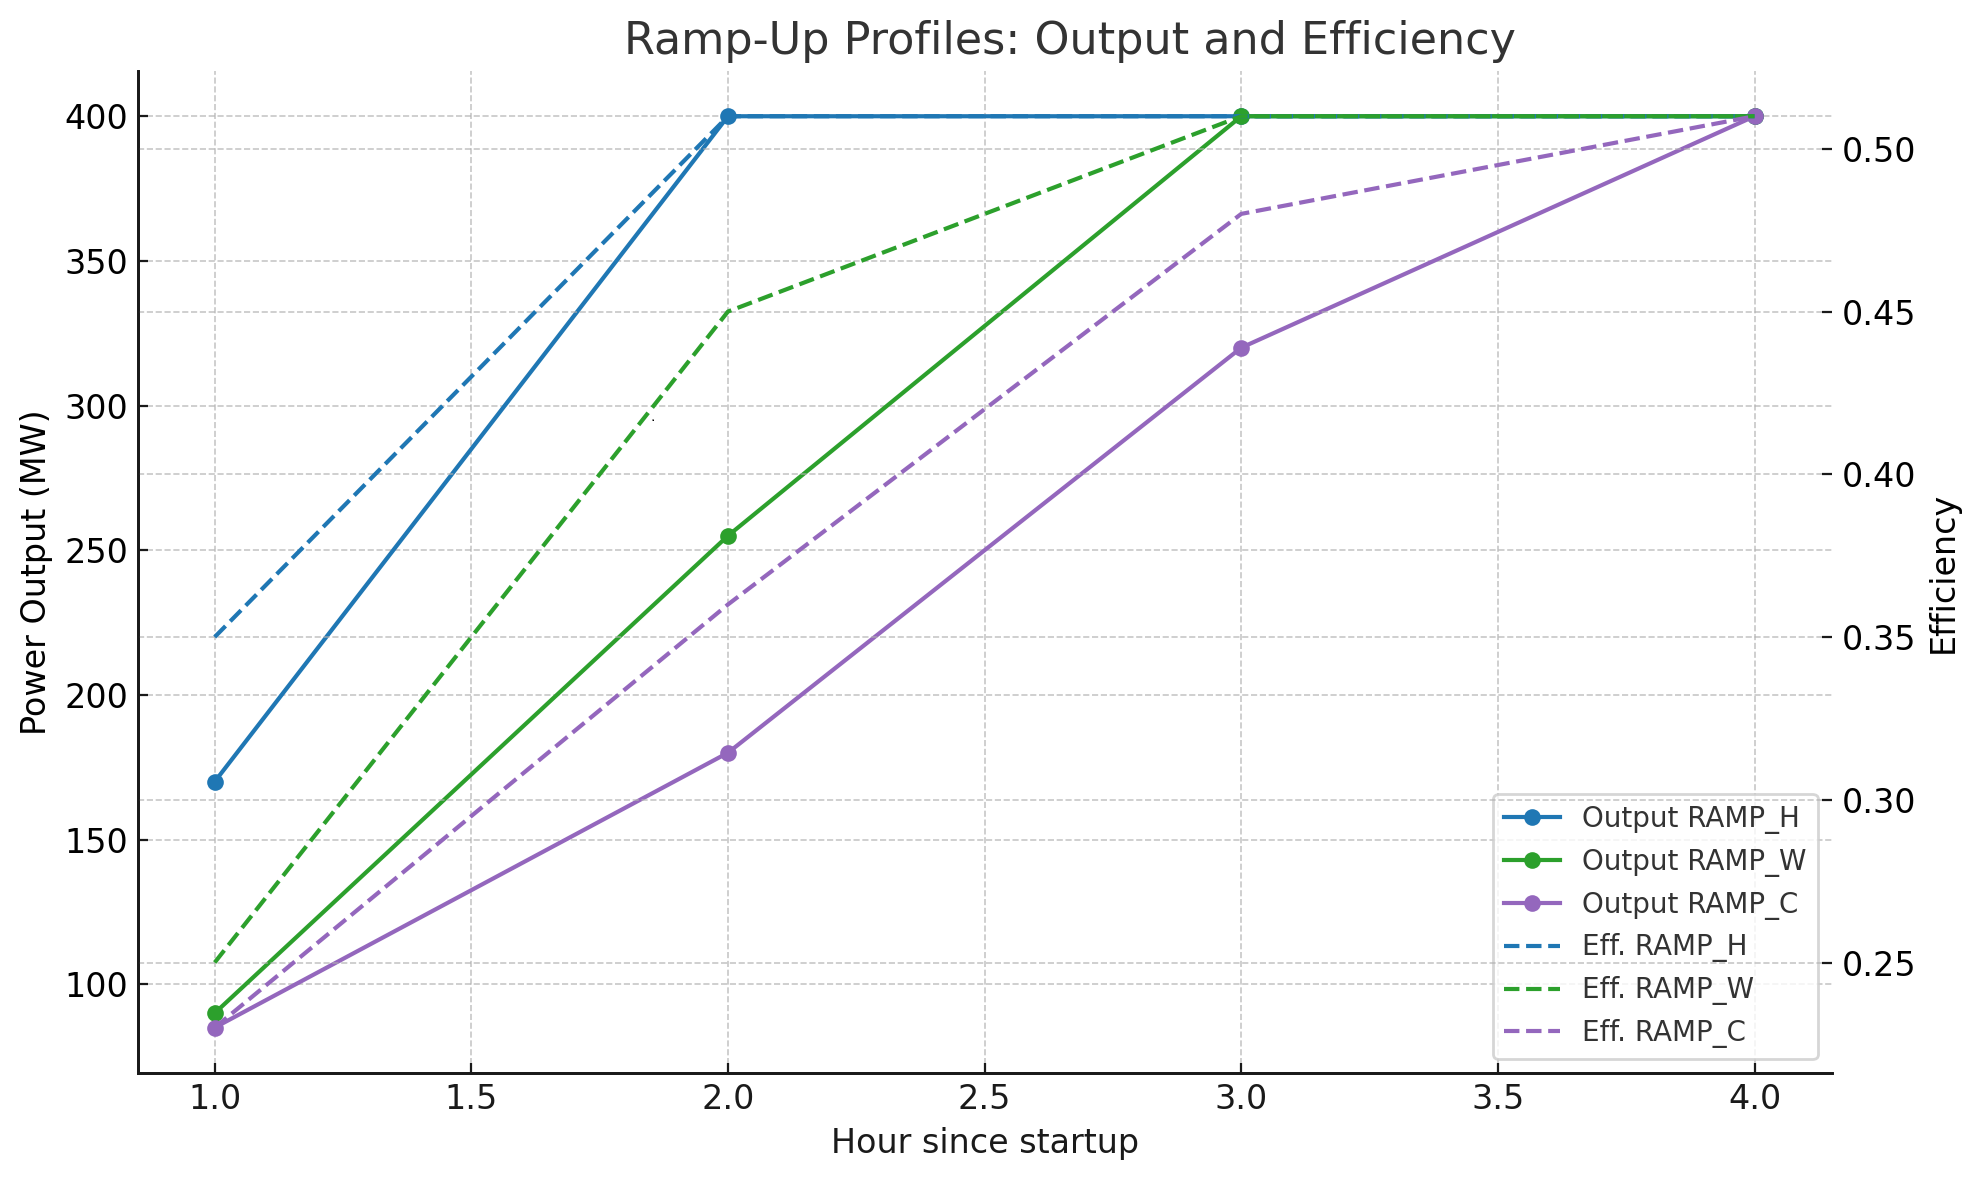 Ramp-Up Profiles: Output and Efficiency
Power Output (MW)
400
350
300
250
200
150
100
0.50
0.45
0.40
0.35
0.30
0.25
Efficiency
Output RAMP_H
Output RAMP_W
Output RAMP_C
Eff. RAMP_H
Eff. RAMP_W
Eff. RAMP_C
1.0 1.5 2.0 2.5 3.0 3.5 4.0
Hour since startup